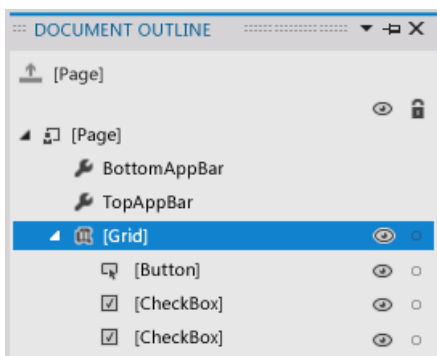 DOCUMENT OUTLINE
[Page]
[Page]
BottomAppBar
TopAppBar
[Grid]
[Button]
[CheckBox]
[CheckBox]